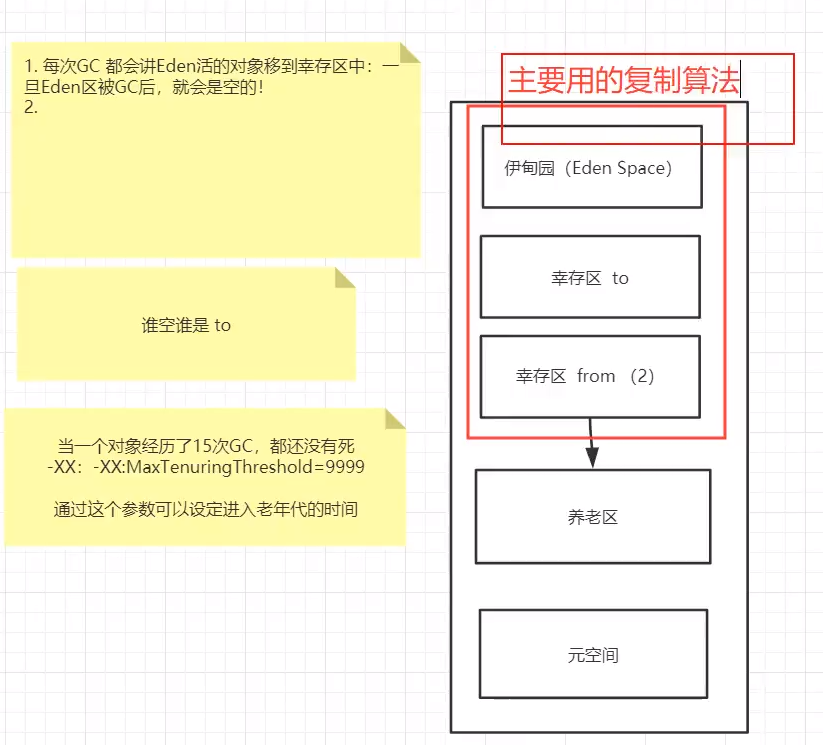 1. 每次GC 都会讲Eden活的对象移到幸存区中：一
旦Eden区被GC后，就会是空的！
2.
谁空谁是 to
当一个对象经历了15次GC，都还没有死
-XX：-XX:MaxTenuringThreshold=9999
通过这个参数可以设定进入老年代的时间
主要用的复制算法
伊甸园（Eden Space）
幸存区 to
幸存区 from （2）
养老区
元空间